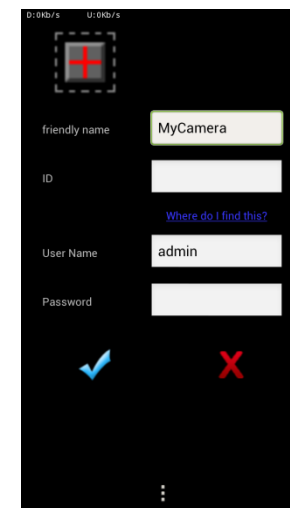 D:0Kb/s U:0Kb/s
friendly name MyCamera
ID
Where do I find this?
User Name admin
Password